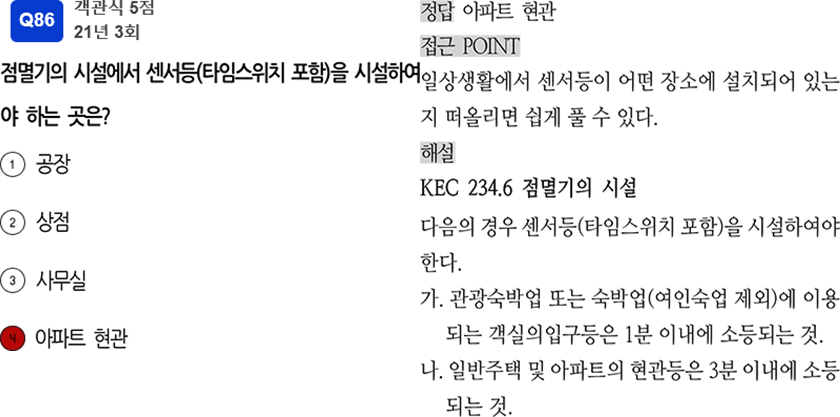 Q86
객관식 5점
21년 3회
점멸기의 시설에서 센서등(타임스위치 포함)을 시설하여
야 하는 곳은?
① 공장
② 상점
③ 사무실
④ 아파트 현관
정답 아파트 현관
접근 POINT
일상생활에서 센서등이 어떤 장소에 설치되어 있는
지 떠올리면 쉽게 풀 수 있다.
해설
KEC 234.6 점멸기의 시설
다음의 경우 센서등(타임스위치 포함)을 시설하여야
한다.
가. 관광숙박업 또는 숙박업(여인숙업 제외)에 이용
되는 객실의입구등은 1분 이내에 소등되는 것.
나. 일반주택 및 아파트의 현관등은 3분 이내에 소등
되는 것.